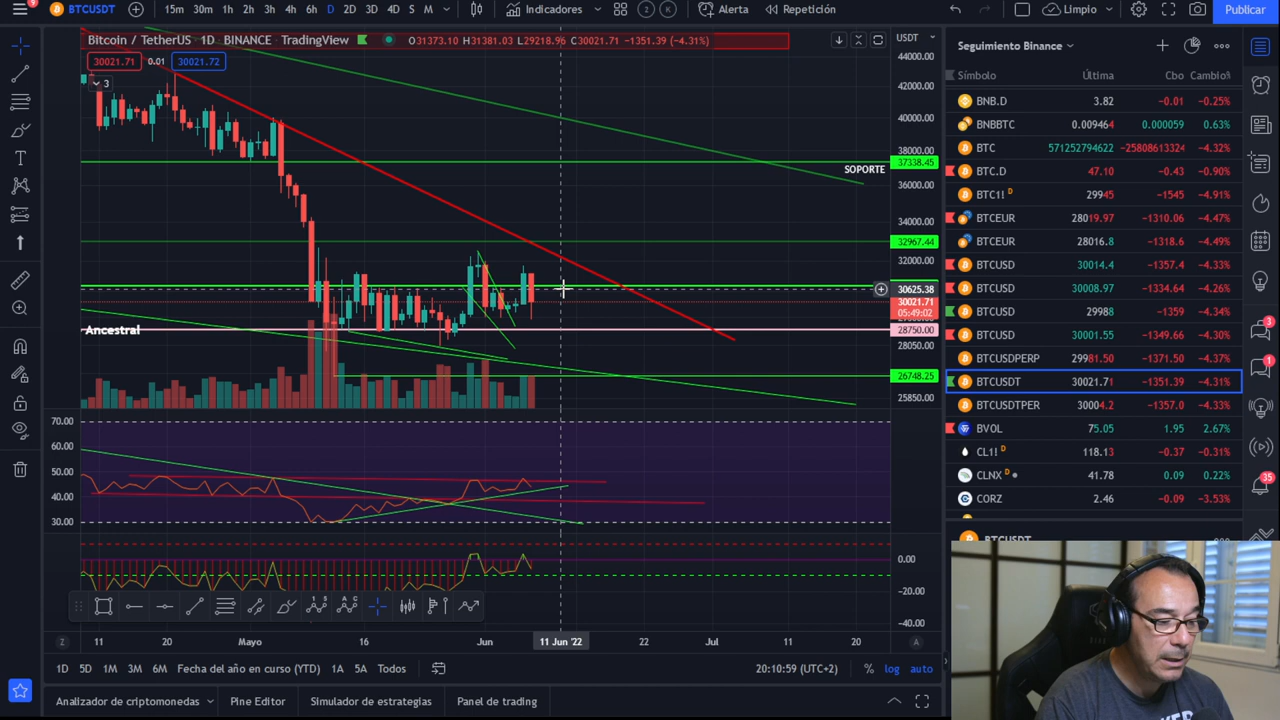 9
BTCUSDT
15m 30m 1h 2h 3h 4h 6h D 2D 3D 4D S M
Indicadores
2
Alerta
Repetición
Limpio
Publicar
Bitcoin / TetherUS 1D BINANCE TradingView
O31373.10 H31381.03 L29218.96 C30021.71 −1351.39 (−4.31%)
30021.71 0.01 30021.72
3
USDT
44000.00
42000.00
40000.00
38000.00
37338.45
SOPORTE
36000.00
34000.00
32967.44
32000.00
30625.38
30021.71
05:49:02
Ancestral
28750.00
28050.00
26748.25
25850.00
70.00
60.00
50.00
40.00
30.00
0.00
−20.00
−40.00
11 20 Mayo 16 Jun 11 Jun '22 22 Jul 11 20
Z
A
1D 5D 1M 3M 6M Fecha del año en curso (YTD) 1A 5A Todos
20:10:59 (UTC+2)
% log auto
Analizador de criptomonedas
Pine Editor
Simulador de estrategias
Panel de trading
Seguimiento Binance
Símbolo Última Cbo Cambio%
BNB.D 3.82 −0.01 −0.25%
BNBBTC 0.009464 0.000059 0.63%
BTC 571252794622 −25808613324 −4.32%
BTC.D 47.10 −0.43 −0.90%
BTC1! D 29945 −1545 −4.91%
BTCEUR 28019.97 −1310.06 −4.47%
BTCEUR 28016.8 −1318.6 −4.49%
BTCUSD 30014.4 −1357.4 −4.33%
BTCUSD 30008.97 −1334.64 −4.26%
BTCUSD 29988 −1359 −4.34%
BTCUSD 30001.55 −1349.66 −4.30%
BTCUSDPERP 29981.50 −1371.50 −4.37%
BTCUSDT 30021.71 −1351.39 −4.31%
BTCUSDTPER 30004.2 −1357.0 −4.33%
BVOL 75.05 1.95 2.67%
CL1! D 118.13 −0.37 −0.31%
CLNX D 41.78 0.09 0.22%
CORZ 2.46 −0.09 −3.53%
BTCUSDT
3
1
35